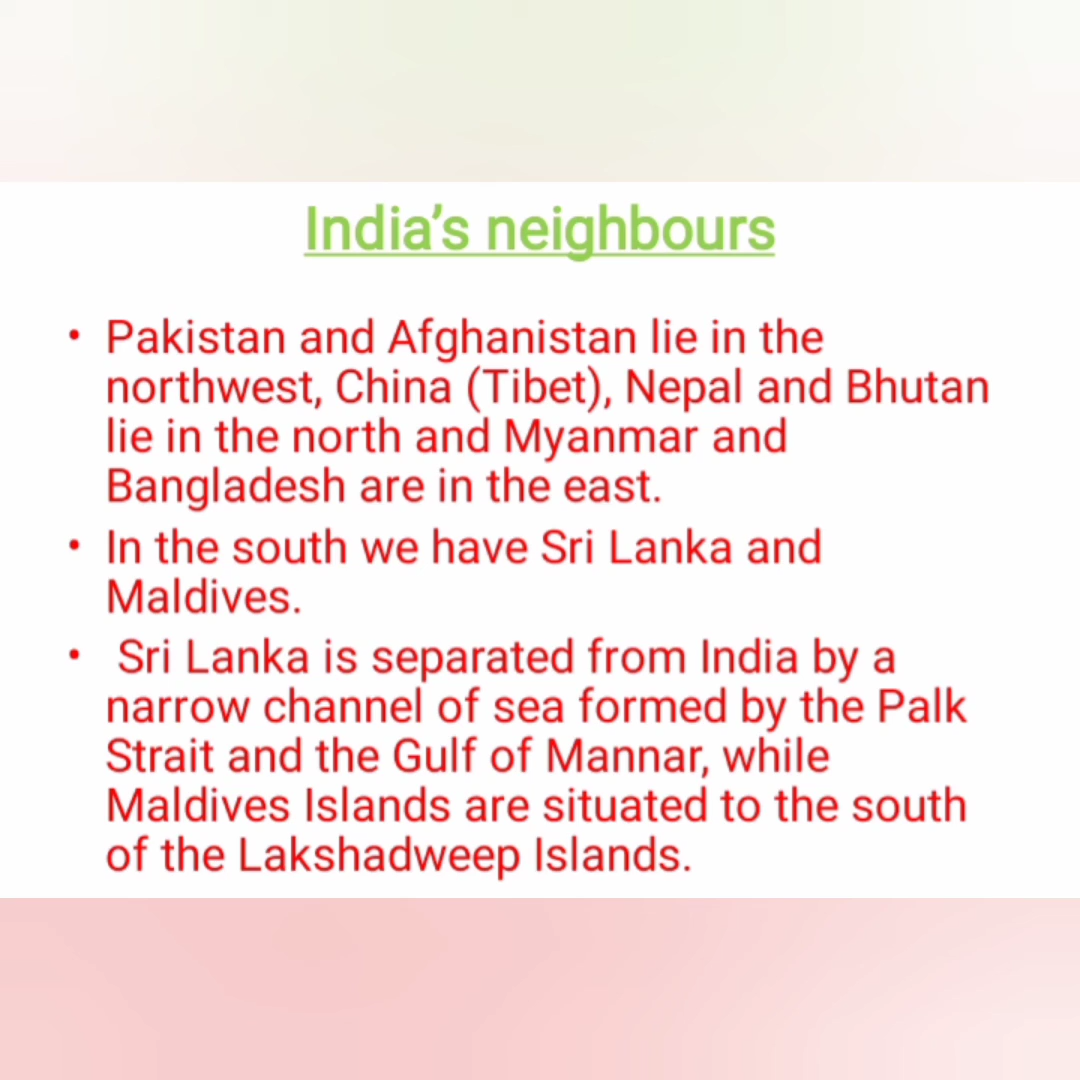 India's neighbours
• Pakistan and Afghanistan lie in the
northwest, China (Tibet), Nepal and Bhutan
lie in the north and Myanmar and
Bangladesh are in the east.
• In the south we have Sri Lanka and
Maldives.
• Sri Lanka is separated from India by a
narrow channel of sea formed by the Palk
Strait and the Gulf of Mannar, while
Maldives Islands are situated to the south
of the Lakshadweep Islands.